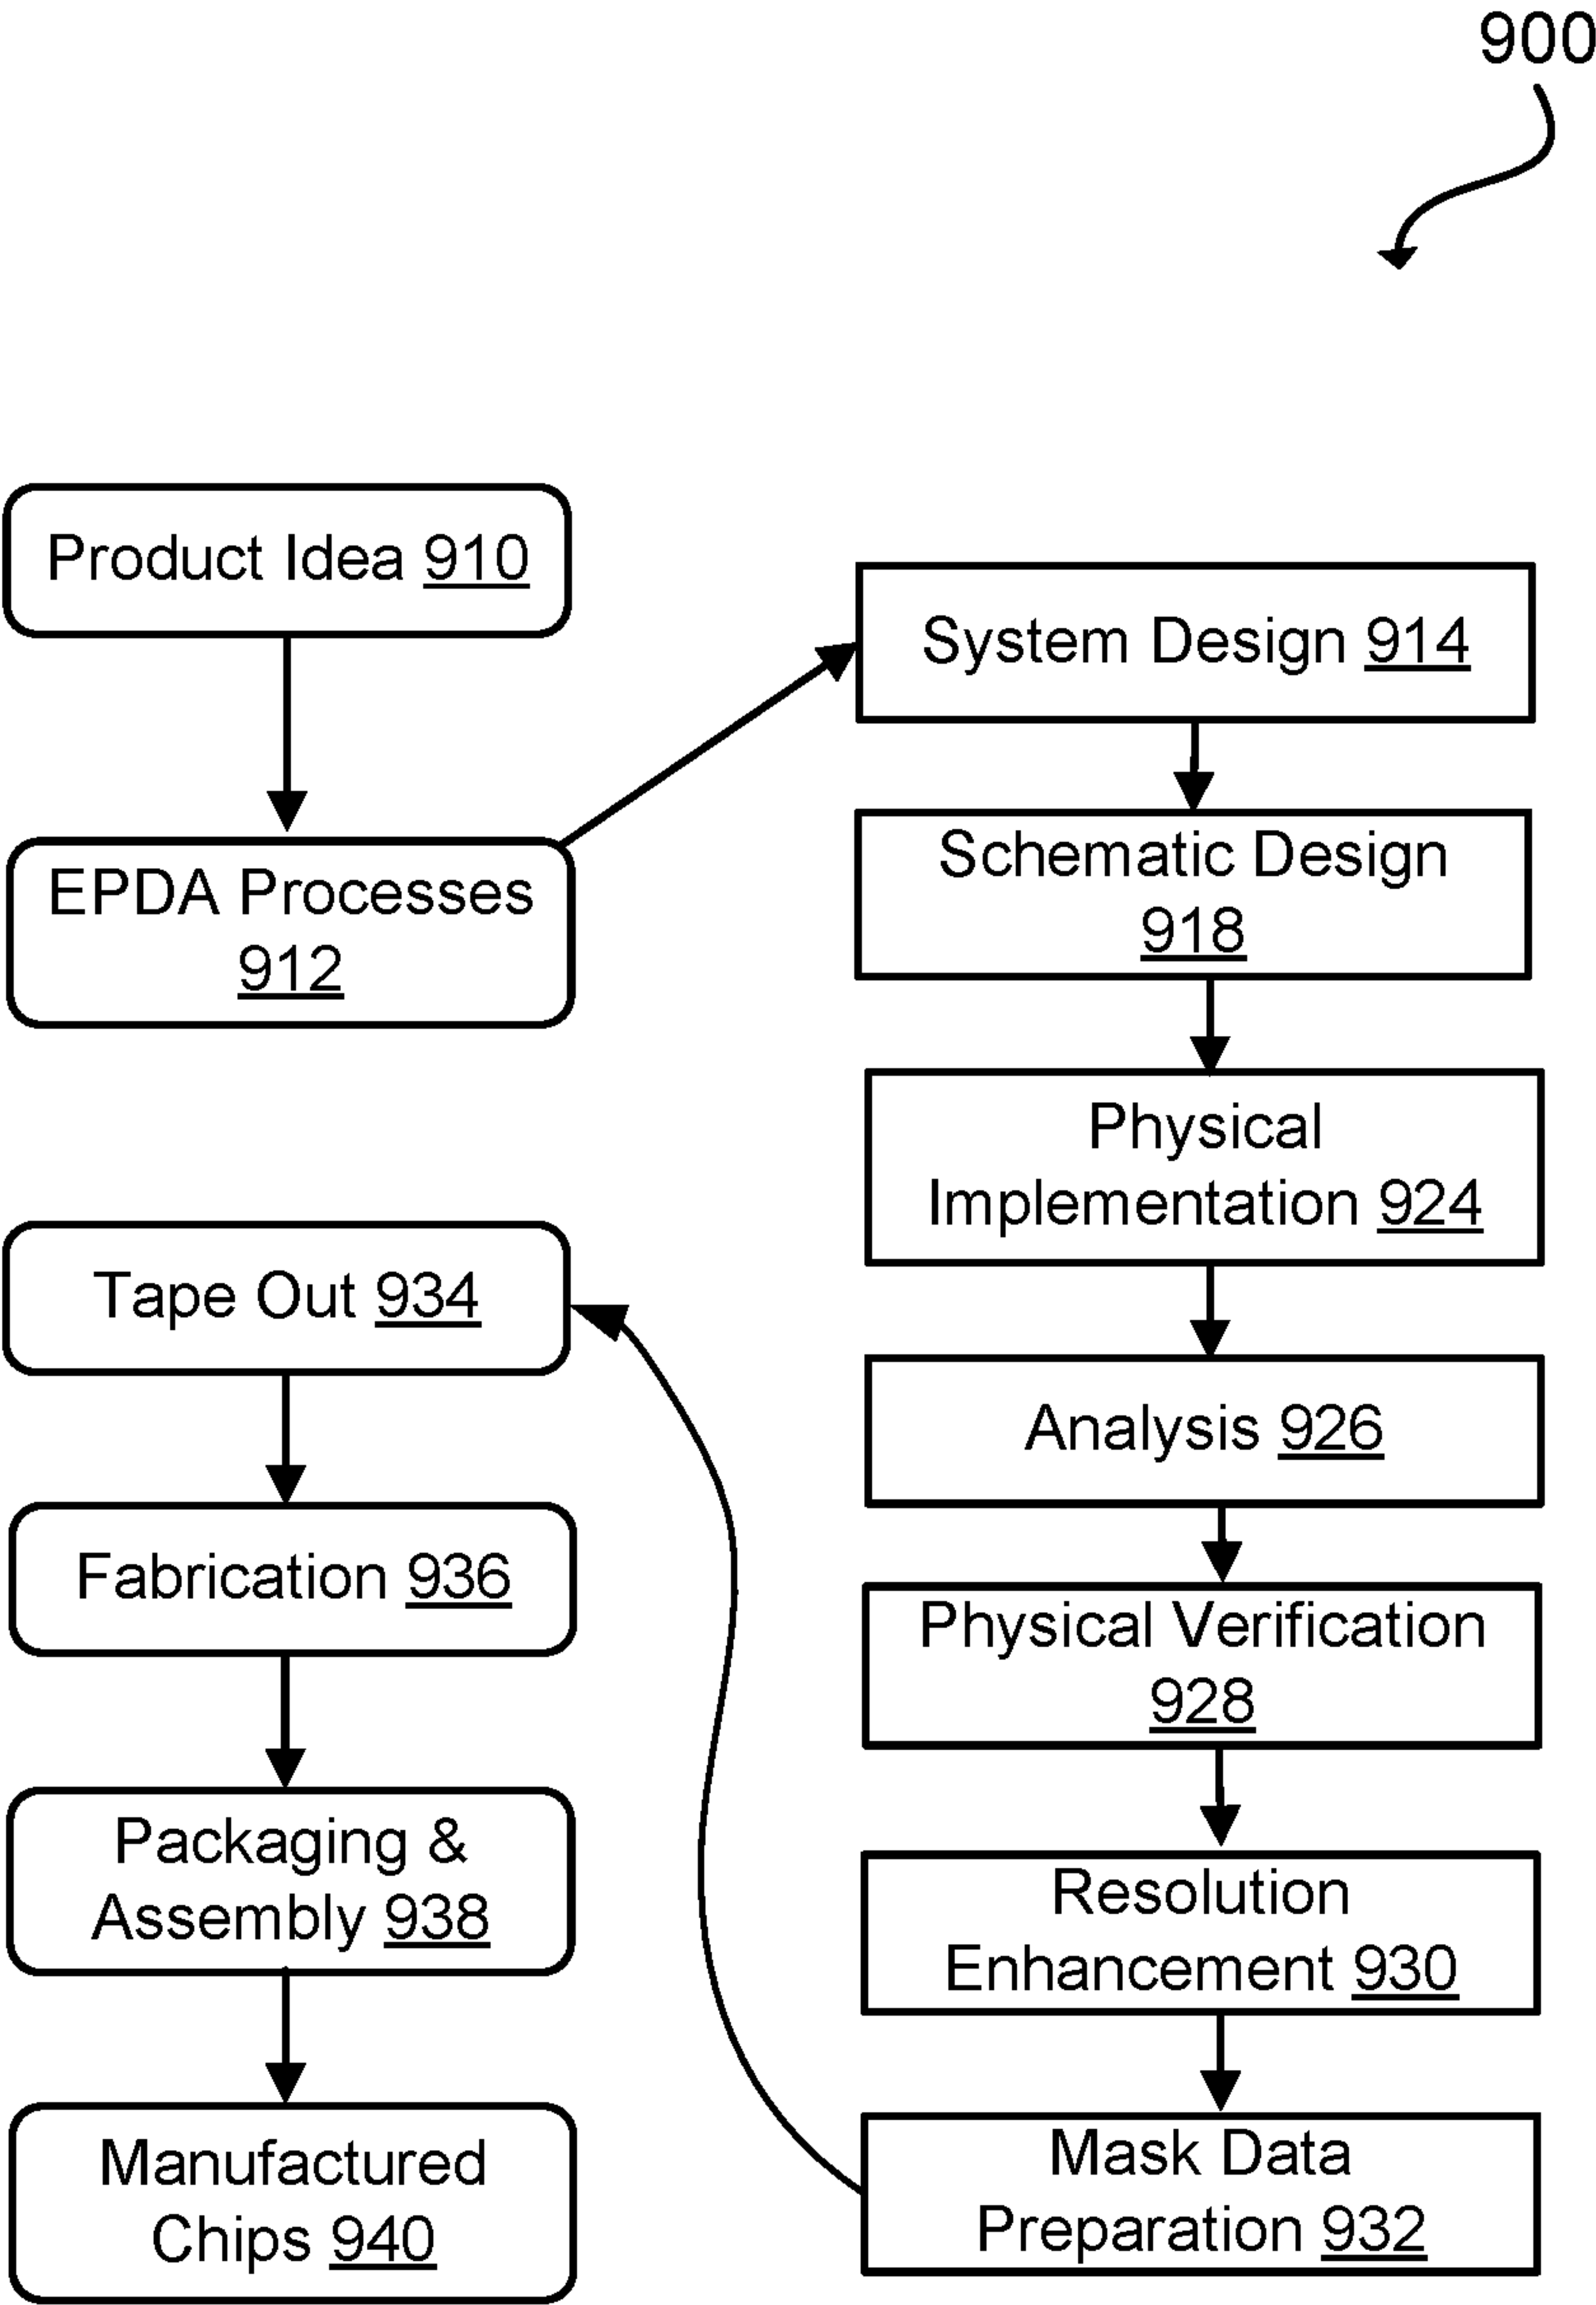 900
Product Idea 910
EPDA Processes
912
System Design 914
Schematic Design
918
Physical
Implementation 924
Analysis 926
Physical Verification
928
Resolution
Enhancement 930
Mask Data
Preparation 932
Tape Out 934
Fabrication 936
Packaging &
Assembly 938
Manufactured
Chips 940